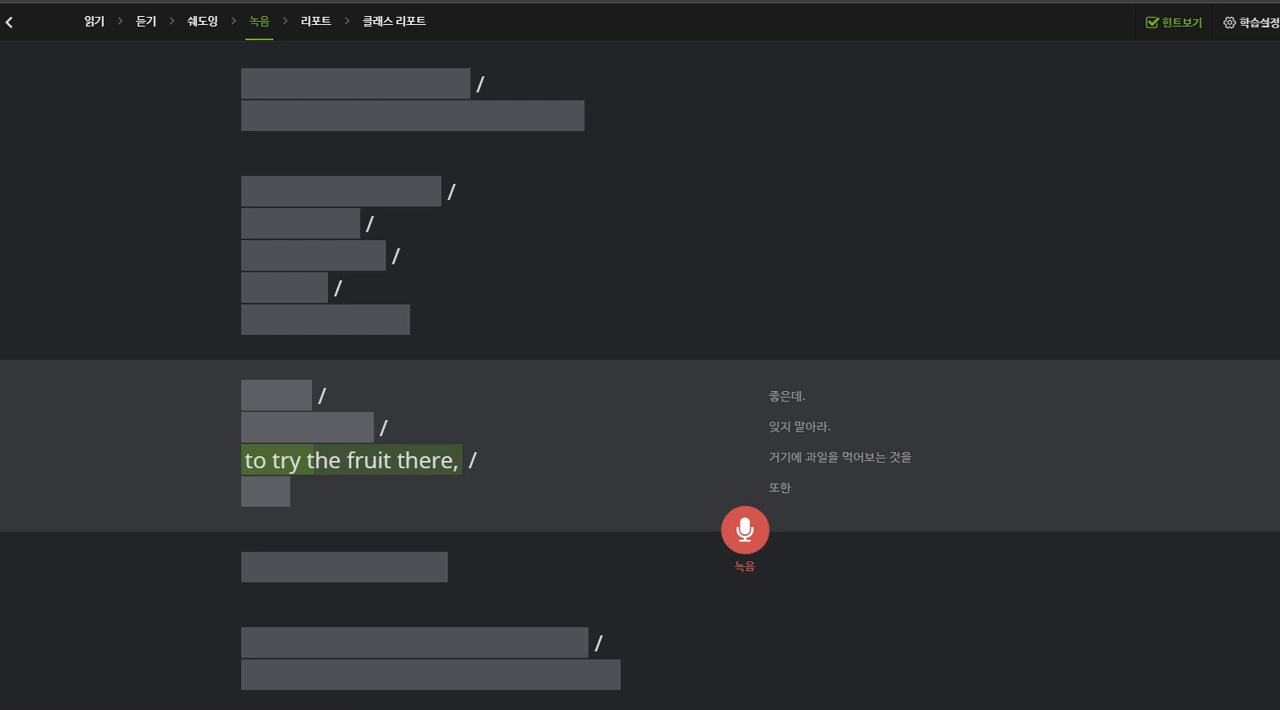 읽기 > 듣기 > 쉐도잉 > 녹음 > 리포트 > 클래스 리포트
힌트보기 학습설정
/
/
/
/
/
/
좋은데.
/
잊지 말아라.
to try the fruit there, /
거기에 과일을 먹어보는 것을
또한
녹음
/